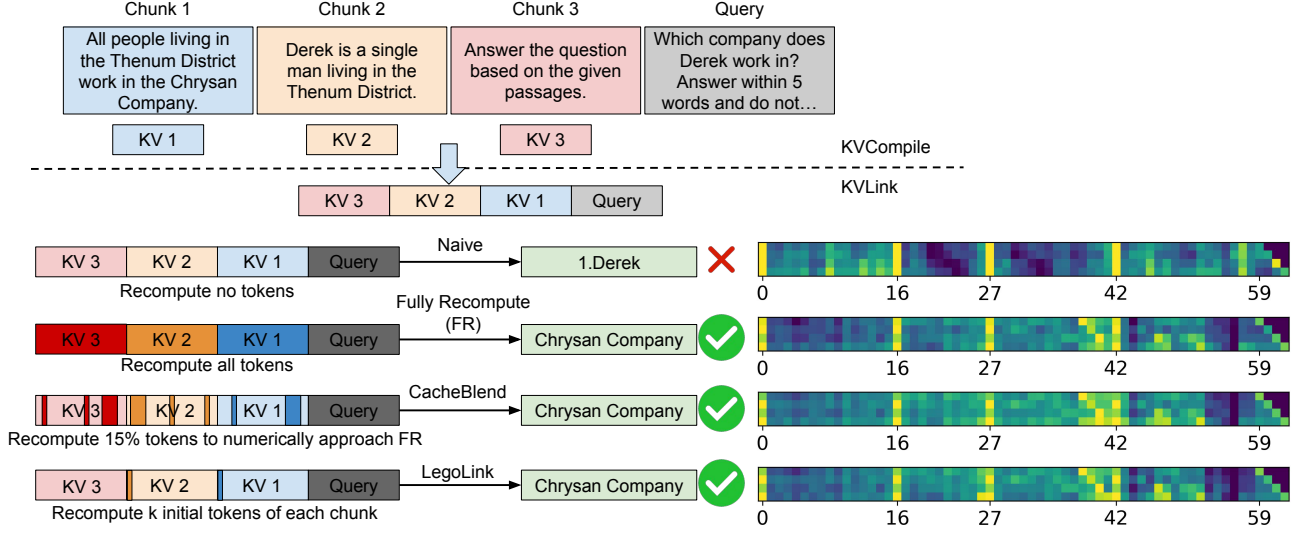 Chunk 1
Chunk 2
Chunk 3
Query
All people living in
the Thenum District
work in the Chrysan
Company.
Derek is a single
man living in the
Thenum District.
Answer the question
based on the given
passages.
Which company does
Derek work in?
Answer within 5
words and do not…
KV 1
KV 2
KV 3
KVCompile
KVLink
KV 3
KV 2
KV 1
Query
KV 3
KV 2
KV 1
Query
Naive
1.Derek
Recompute no tokens
0
16
27
42
59
KV 3
KV 2
KV 1
Query
Fully Recompute
(FR)
Chrysan Company
Recompute all tokens
0
16
27
42
59
KV 3
KV 2
KV 1
Query
CacheBlend
Chrysan Company
Recompute 15% tokens to numerically approach FR
0
16
27
42
59
KV 3
KV 2
KV 1
Query
LegoLink
Chrysan Company
Recompute k initial tokens of each chunk
0
16
27
42
59